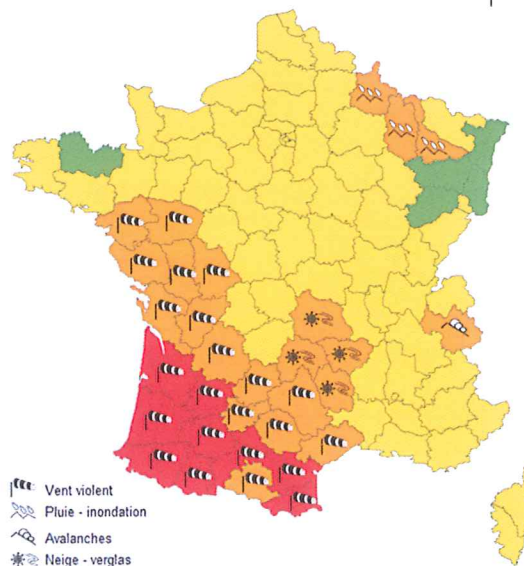 Vent violent
Pluie - inondation
Avalanches
Neige - verglas